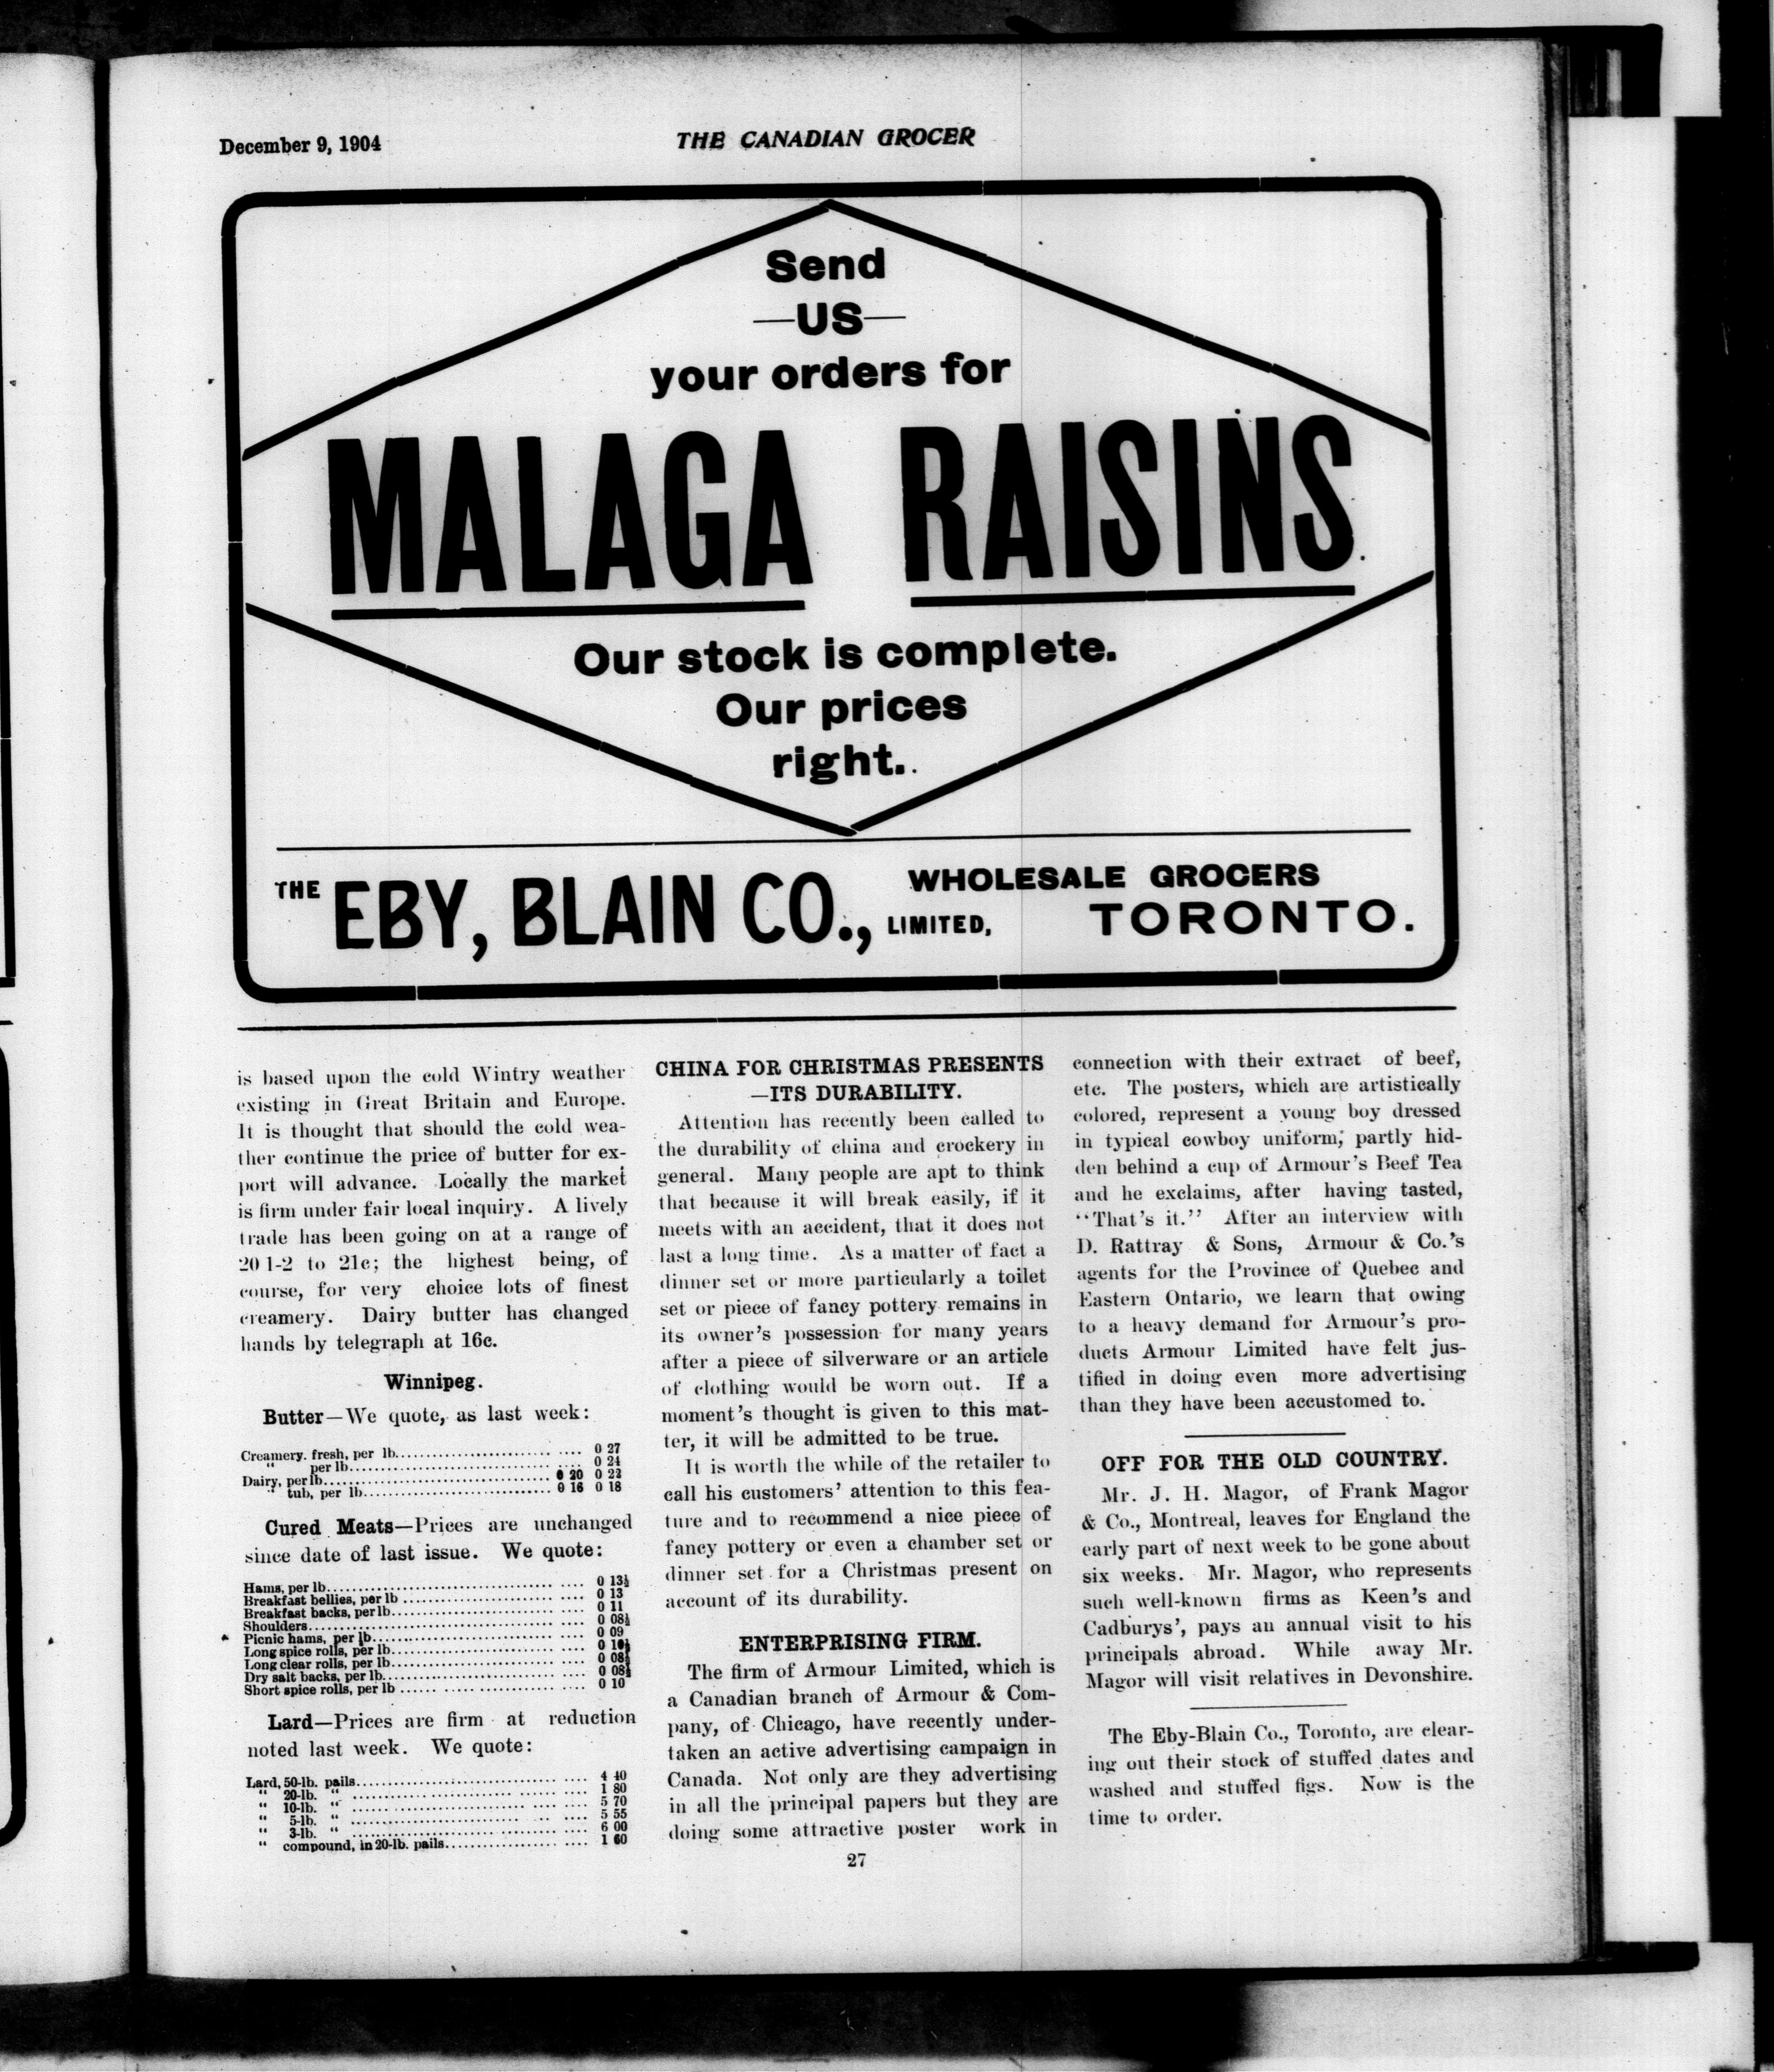 December 9, 1904
THE CANADIAN GROCER
Send
—US—
your orders for
MALAGA RAISINS.
Our stock is complete.
Our prices
right.
THE EBY, BLAIN CO., LIMITED,
WHOLESALE GROCERS
TORONTO.
is based upon the cold Wintry weather
existing in Great Britain and Europe.
It is thought that should the cold wea-
ther continue the price of butter for ex-
port will advance. Locally the market
is firm under fair local inquiry. A lively
trade has been going on at a range of
20 1-2 to 21c; the highest being, of
course, for very choice lots of finest
creamery. Dairy butter has changed
hands by telegraph at 16c.
Winnipeg.
Butter—We quote, as last week:
Creamery. fresh, per lb.................................. .... 0 27
" per lb.................................. .... 0 24
Dairy, per lb.................................. 0 20 0 22
" tub, per lb.................................. 0 16 0 18
Cured Meats—Prices are unchanged
since date of last issue. We quote:
Hams, per lb.................................. .... 0 13½
Breakfast bellies, per lb .................................. .... 0 13
Breakfast backs, per lb.................................. .... 0 11
Shoulders.................................. .... 0 08½
Picnic hams, per lb.................................. .... 0 09
Long spice rolls, per lb.................................. .... 0 10½
Long clear rolls, per lb.................................. .... 0 08½
Dry salt backs, per lb.................................. .... 0 08½
Short spice rolls, per lb .................................. .... 0 10
Lard—Prices are firm at reduction
noted last week. We quote:
Lard, 50-lb. pails.................................. .... 4 40
" 20-lb. " .................................. .... 1 80
" 10-lb. " .................................. .... 5 70
" 5-lb. " .................................. .... 5 55
" 3-lb. " .................................. .... 6 00
" compound, in 20-lb. pails.................... .... 1 60
CHINA FOR CHRISTMAS PRESENTS
—ITS DURABILITY.
Attention has recently been called to
the durability of china and crockery in
general. Many people are apt to think
that because it will break easily, if it
meets with an accident, that it does not
last a long time. As a matter of fact a
dinner set or more particularly a toilet
set or piece of fancy pottery remains in
its owner's possession for many years
after a piece of silverware or an article
of clothing would be worn out. If a
moment's thought is given to this mat-
ter, it will be admitted to be true.
It is worth the while of the retailer to
call his customers' attention to this fea-
ture and to recommend a nice piece of
fancy pottery or even a chamber set or
dinner set for a Christmas present on
account of its durability.
ENTERPRISING FIRM.
The firm of Armour Limited, which is
a Canadian branch of Armour & Com-
pany, of Chicago, have recently under-
taken an active advertising campaign in
Canada. Not only are they advertising
in all the principal papers but they are
doing some attractive poster work in
connection with their extract of beef,
etc. The posters, which are artistically
colored, represent a young boy dressed
in typical cowboy uniform, partly hid-
den behind a cup of Armour's Beef Tea
and he exclaims, after having tasted,
"That's it." After an interview with
D. Rattray & Sons, Armour & Co.'s
agents for the Province of Quebec and
Eastern Ontario, we learn that owing
to a heavy demand for Armour's pro-
ducts Armour Limited have felt jus-
tified in doing even more advertising
than they have been accustomed to.
OFF FOR THE OLD COUNTRY.
Mr. J. H. Magor, of Frank Magor
& Co., Montreal, leaves for England the
early part of next week to be gone about
six weeks. Mr. Magor, who represents
such well-known firms as Keen's and
Cadburys', pays an annual visit to his
principals abroad. While away Mr.
Magor will visit relatives in Devonshire.
The Eby-Blain Co., Toronto, are clear-
ing out their stock of stuffed dates and
washed and stuffed figs. Now is the
time to order.
27